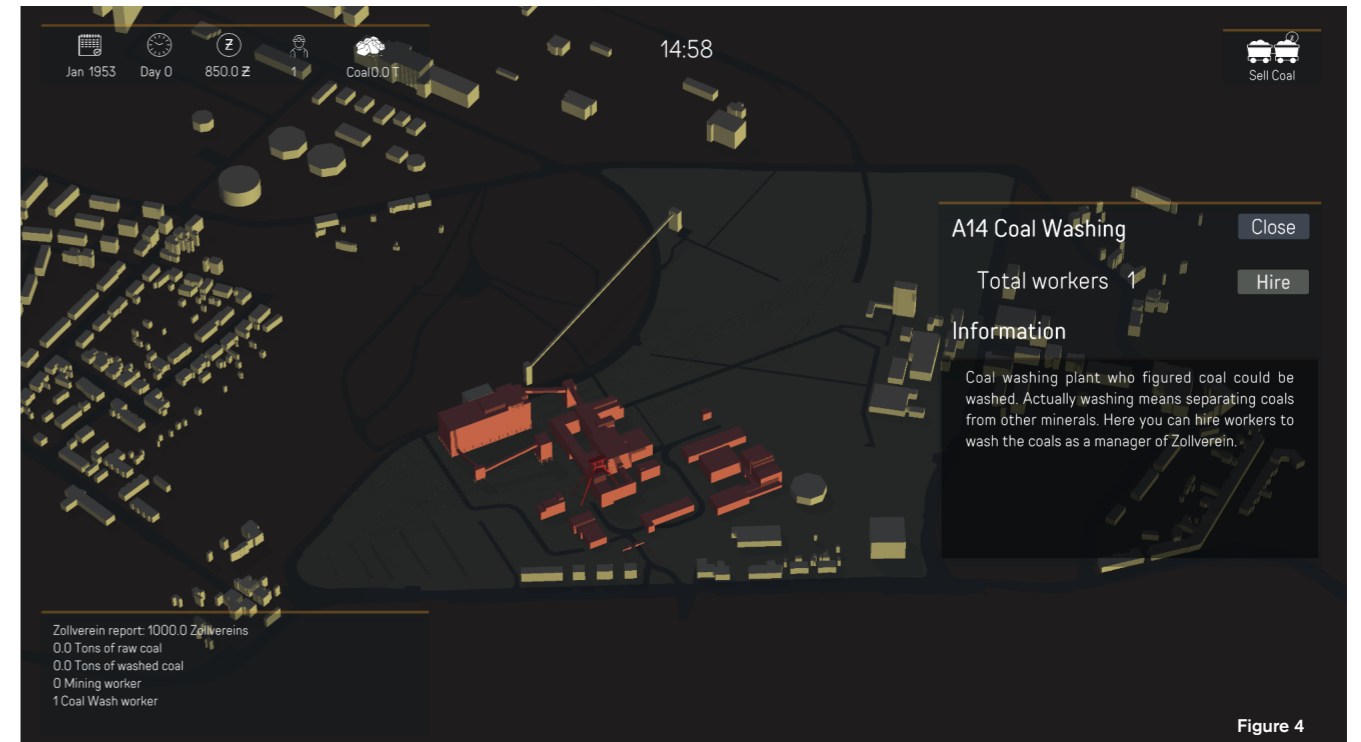 Jan 1953
Day 0
850.0 Ƶ
1
Coal0.0 T
14:58
Sell Coal
A14 Coal Washing
Close
Total workers 1
Hire
Information
Coal washing plant who figured coal could be
washed. Actually washing means separating coals
from other minerals. Here you can hire workers to
wash the coals as a manager of Zollverein.
Zollverein report: 1000.0 Zollvereins
0.0 Tons of raw coal
0.0 Tons of washed coal
0 Mining worker
1 Coal Wash worker
Figure 4